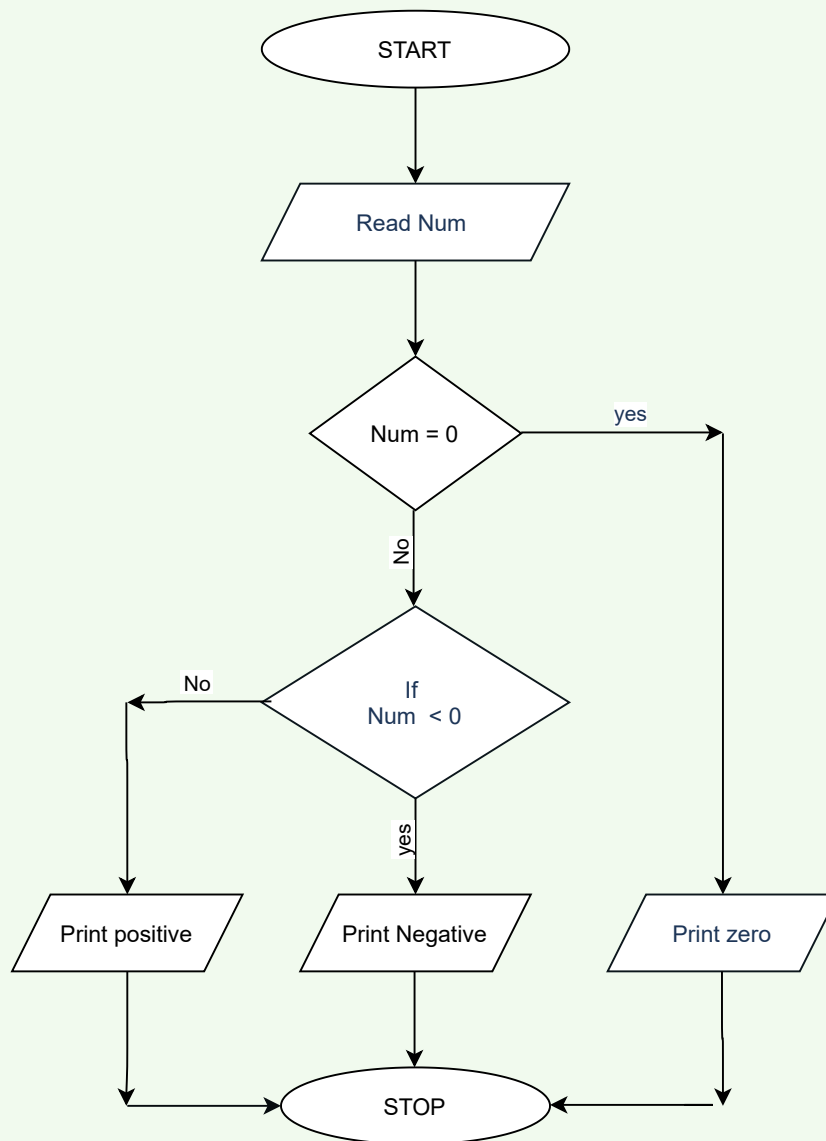 START
Read Num
Num = 0
yes
No
If
Num < 0
No
yes
Print positive
Print Negative
Print zero
STOP